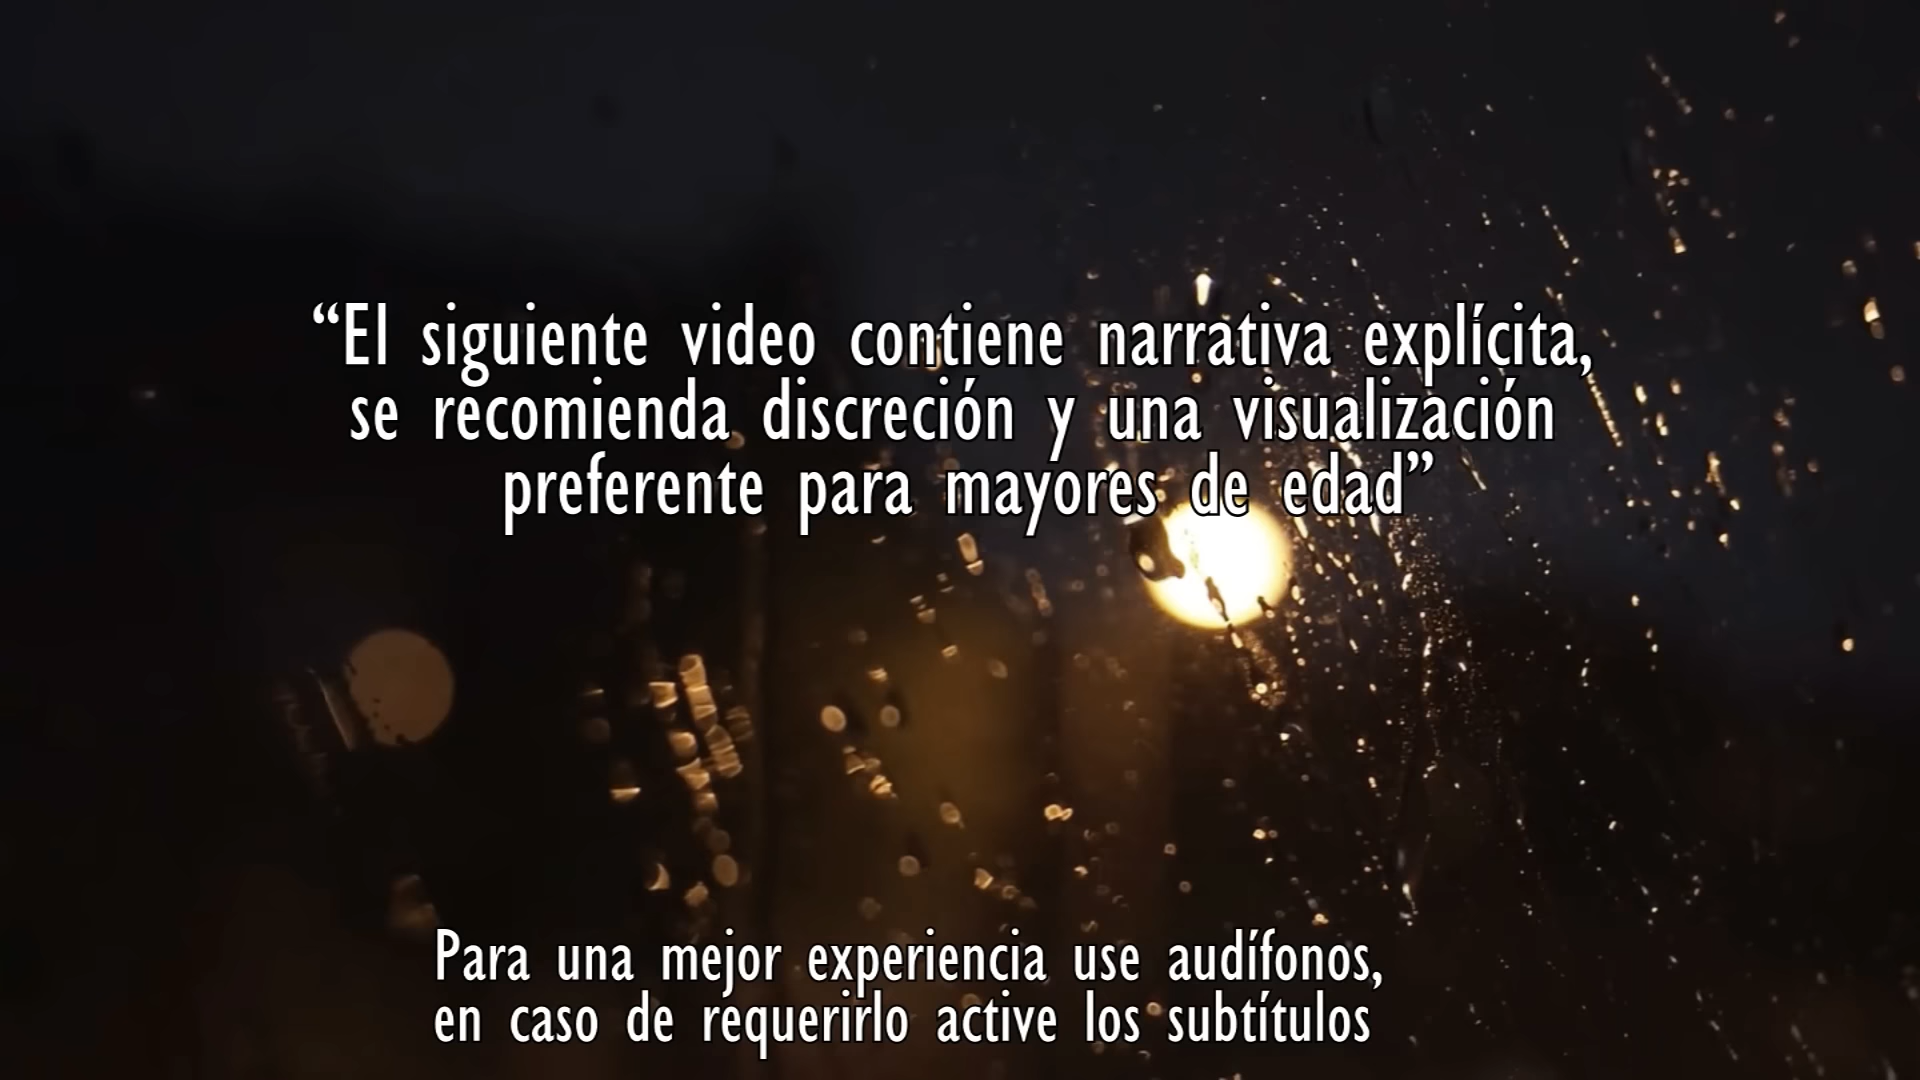 “El siguiente video contiene narrativa explícita,
se recomienda discreción y una visualización
preferente para mayores de edad”
Para una mejor experiencia use audífonos,
en caso de requerirlo active los subtítulos